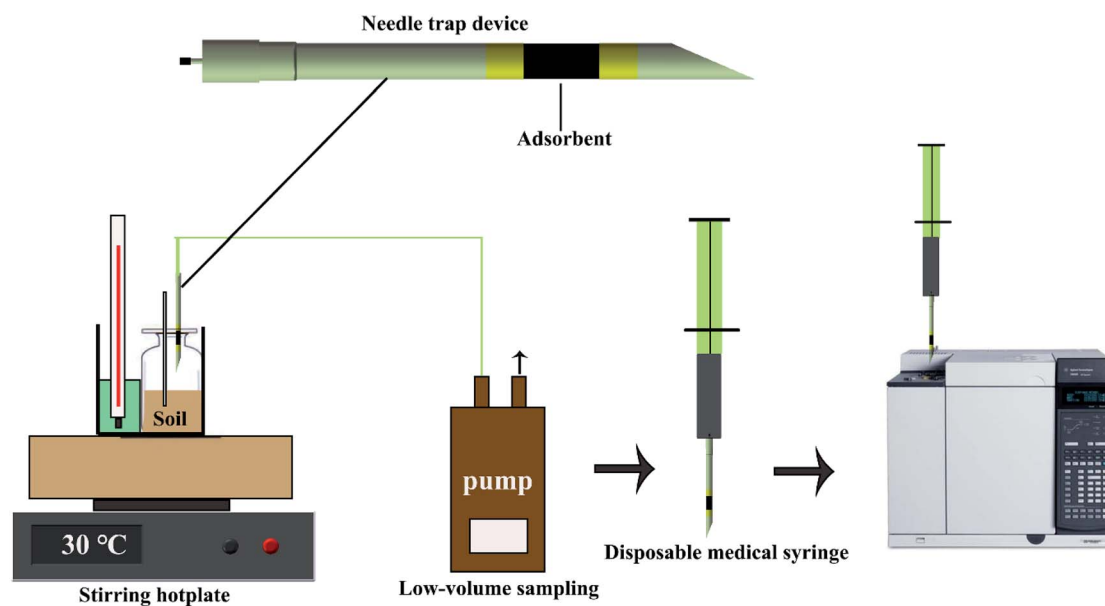 Needle trap device
Adsorbent
Soil
pump
30 °C
Disposable medical syringe
Low-volume sampling
Stirring hotplate